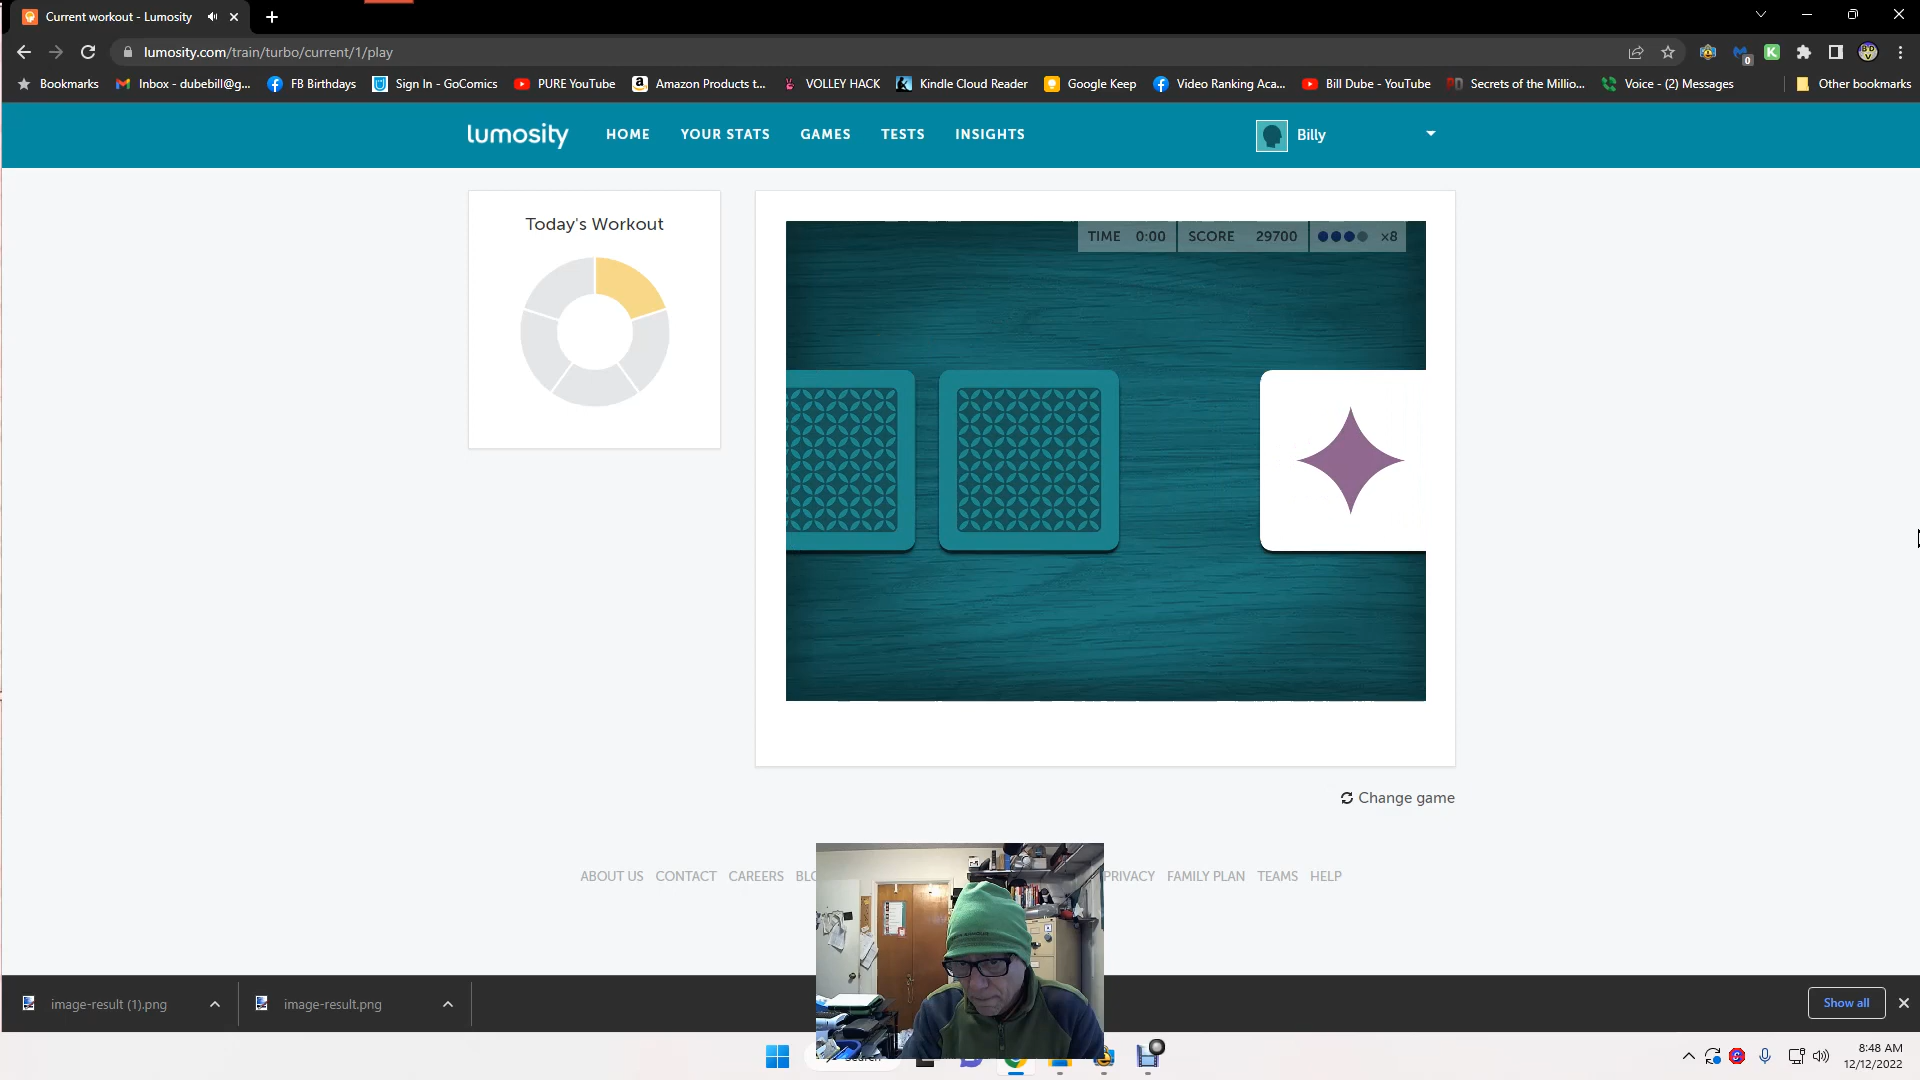 Current workout - Lumosity
lumosity.com/train/turbo/current/1/play
Bookmarks
Inbox - dubebill@g...
FB Birthdays
Sign In - GoComics
PURE YouTube
Amazon Products t...
VOLLEY HACK
Kindle Cloud Reader
Google Keep
Video Ranking Aca...
Bill Dube - YouTube
Secrets of the Millio...
Voice - (2) Messages
Other bookmarks
lumosity HOME YOUR STATS GAMES TESTS INSIGHTS Billy
Today's Workout
TIME 0:00 SCORE 29700 ×8
Change game
ABOUT US CONTACT CAREERS PRIVACY FAMILY PLAN TEAMS HELP
image-result (1).png
image-result.png
Show all
8:48 AM
12/12/2022